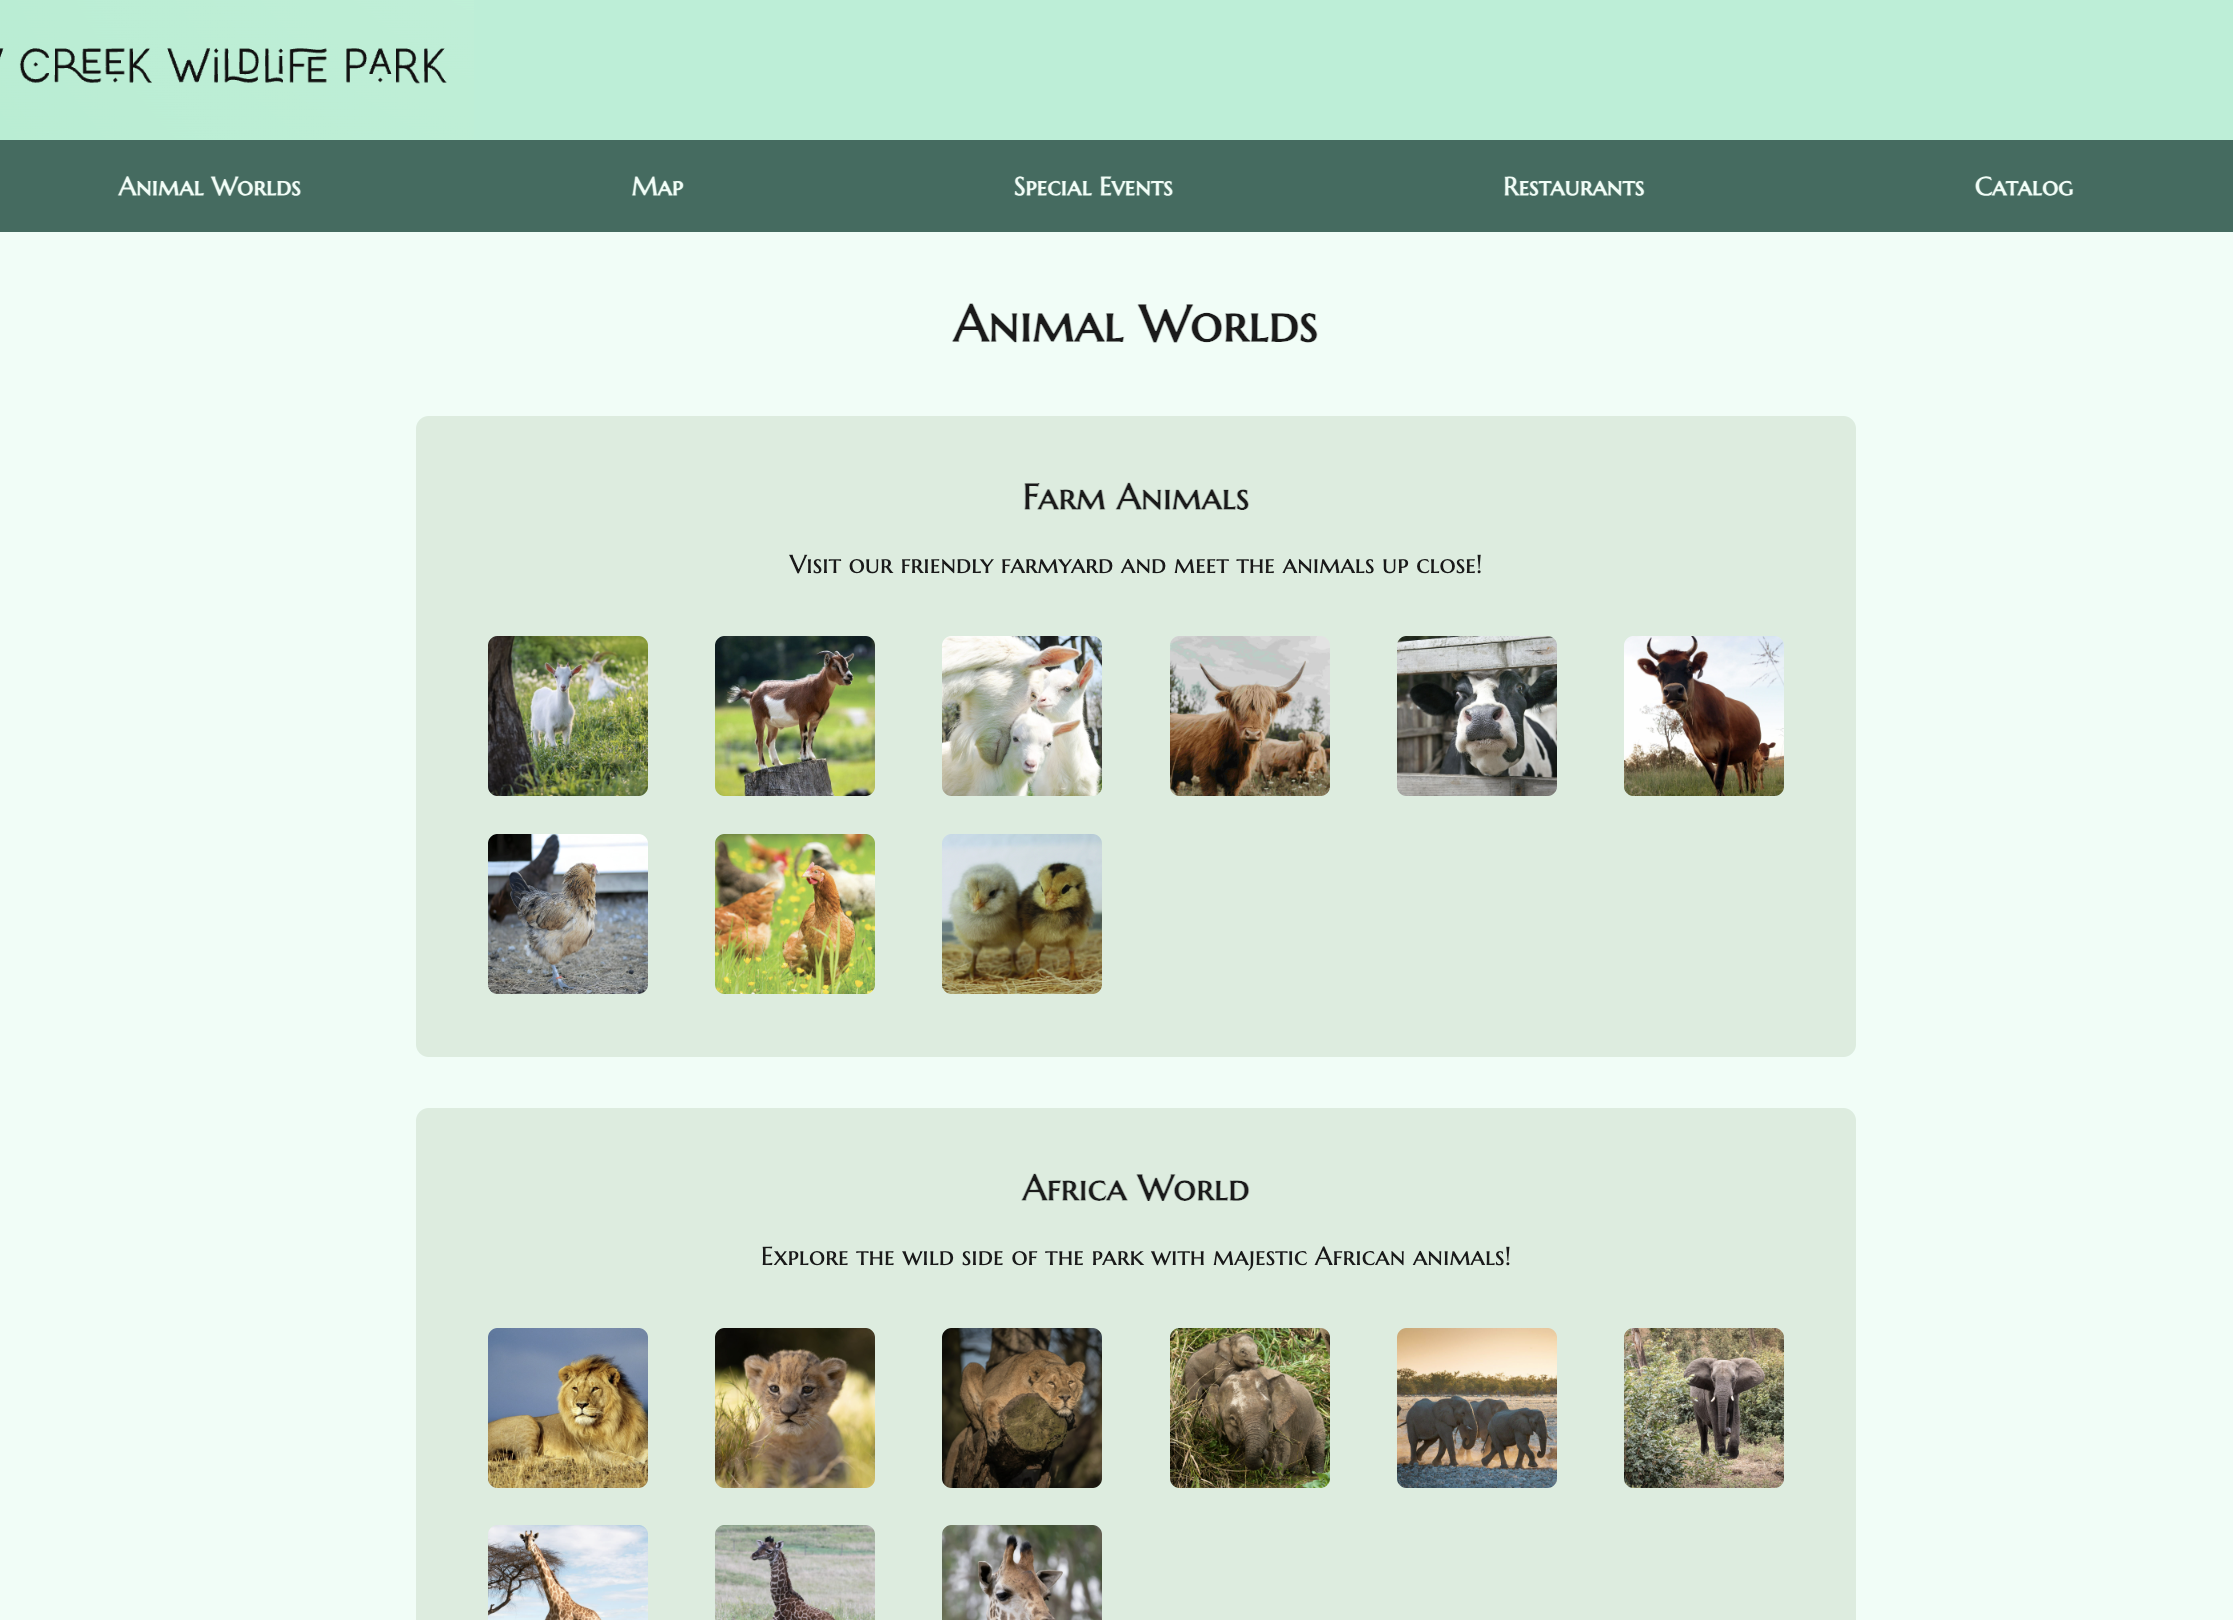 CREEK WILDLIFE PARK
Animal Worlds
Map
Special Events
Restaurants
Catalog
Animal Worlds
Farm Animals
Visit our friendly farmyard and meet the animals up close!
Africa World
Explore the wild side of the park with majestic African animals!